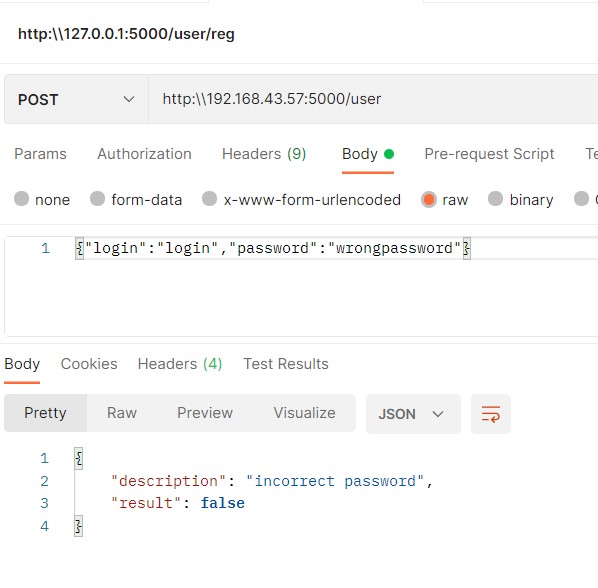 http:\\127.0.0.1:5000/user/reg
POST http:\\192.168.43.57:5000/user
Params Authorization Headers (9) Body Pre-request Script
none form-data x-www-form-urlencoded raw binary
1 {"login":"login","password":"wrongpassword"}
Body Cookies Headers (4) Test Results
Pretty Raw Preview Visualize JSON
1 {
2 "description": "incorrect password",
3 "result": false
4 }